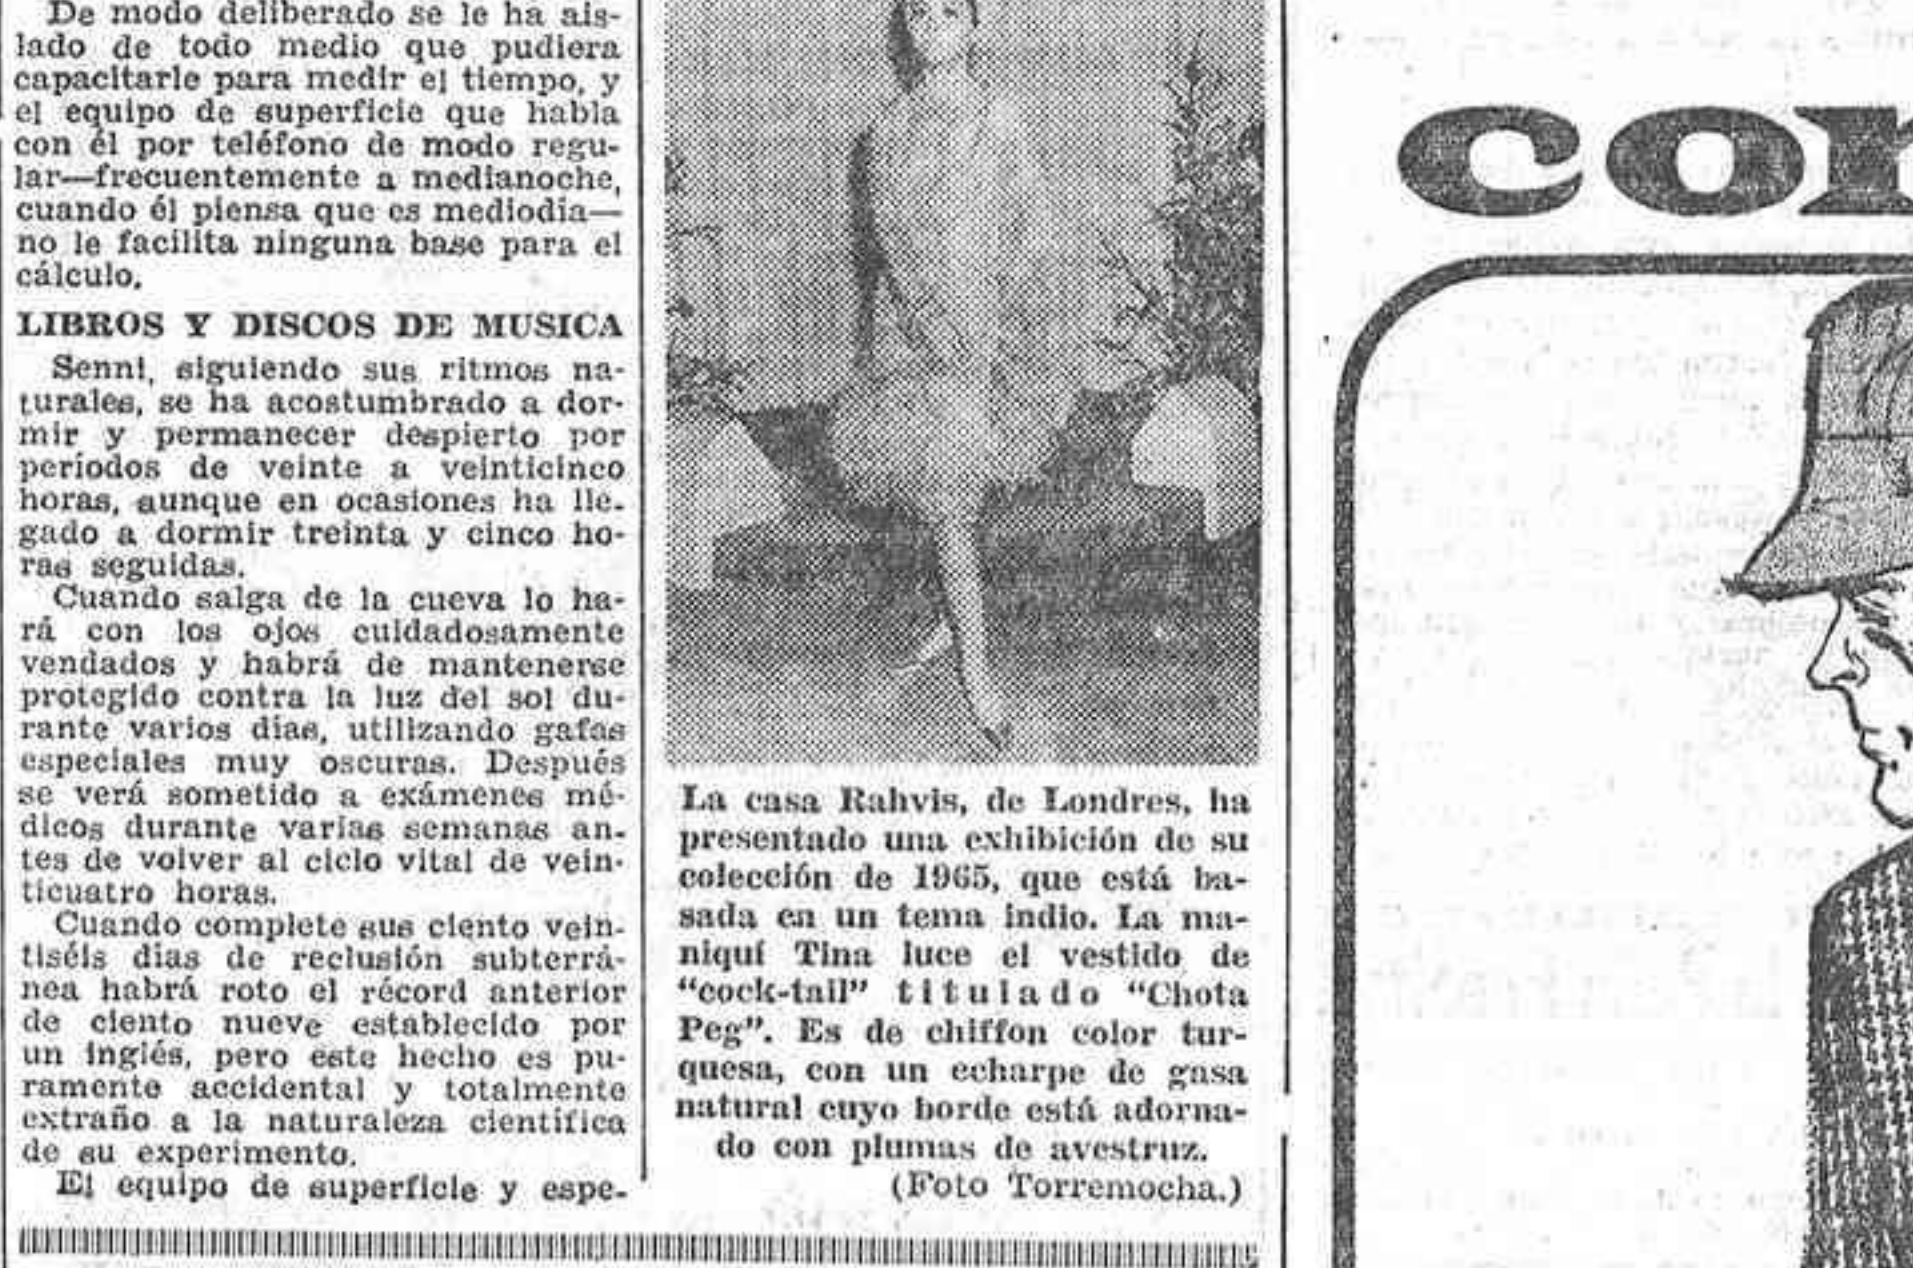 De modo deliberado se le ha ais-
lado de todo medio que pudiera
capacitarle para medir el tiempo, y
el equipo de superficie que habla
con él por teléfono de modo regu-
lar—frecuentemente a medianoche,
cuando él piensa que es mediodía—
no le facilita ninguna base para el
cálculo.
LIBROS Y DISCOS DE MUSICA
Senni, siguiendo sus ritmos na-
turales, se ha acostumbrado a dor-
mir y permanecer despierto por
períodos de veinte a veinticinco
horas, aunque en ocasiones ha lle-
gado a dormir treinta y cinco ho-
ras seguidas.
Cuando salga de la cueva lo ha-
rá con los ojos cuidadosamente
vendados y habrá de mantenerse
protegido contra la luz del sol du-
rante varios días, utilizando gafas
especiales muy oscuras. Después
se verá sometido a exámenes mé-
dicos durante varias semanas an-
tes de volver al ciclo vital de vein-
ticuatro horas.
Cuando complete sus ciento vein-
tiséis días de reclusión subterrá-
nea habrá roto el récord anterior
de ciento nueve establecido por
un inglés, pero este hecho es pu-
ramente accidental y totalmente
extraño a la naturaleza científica
de su experimento.
El equipo de superficie y espe-
La casa Rahvis, de Londres, ha
presentado una exhibición de su
colección de 1965, que está ba-
sada en un tema indio. La ma-
niquí Tina luce el vestido de
"cock-tail" titulado "Chota
Peg". Es de chiffon color tur-
quesa, con un echarpe de gasa
natural cuyo borde está adorna-
do con plumas de avestruz.
(Foto Torremocha.)
con